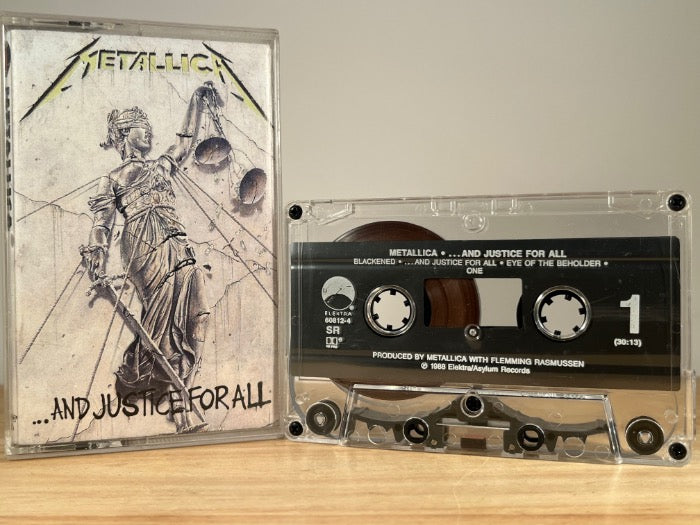 METALLICA
...AND JUSTICE FOR ALL
METALLICA • ...AND JUSTICE FOR ALL
BLACKENED • ...AND JUSTICE FOR ALL • EYE OF THE BEHOLDER •
ONE
ELEKTRA
60812-4
SR
1
(30:13)
PRODUCED BY METALLICA WITH FLEMMING RASMUSSEN
℗ 1988 Elektra/Asylum Records